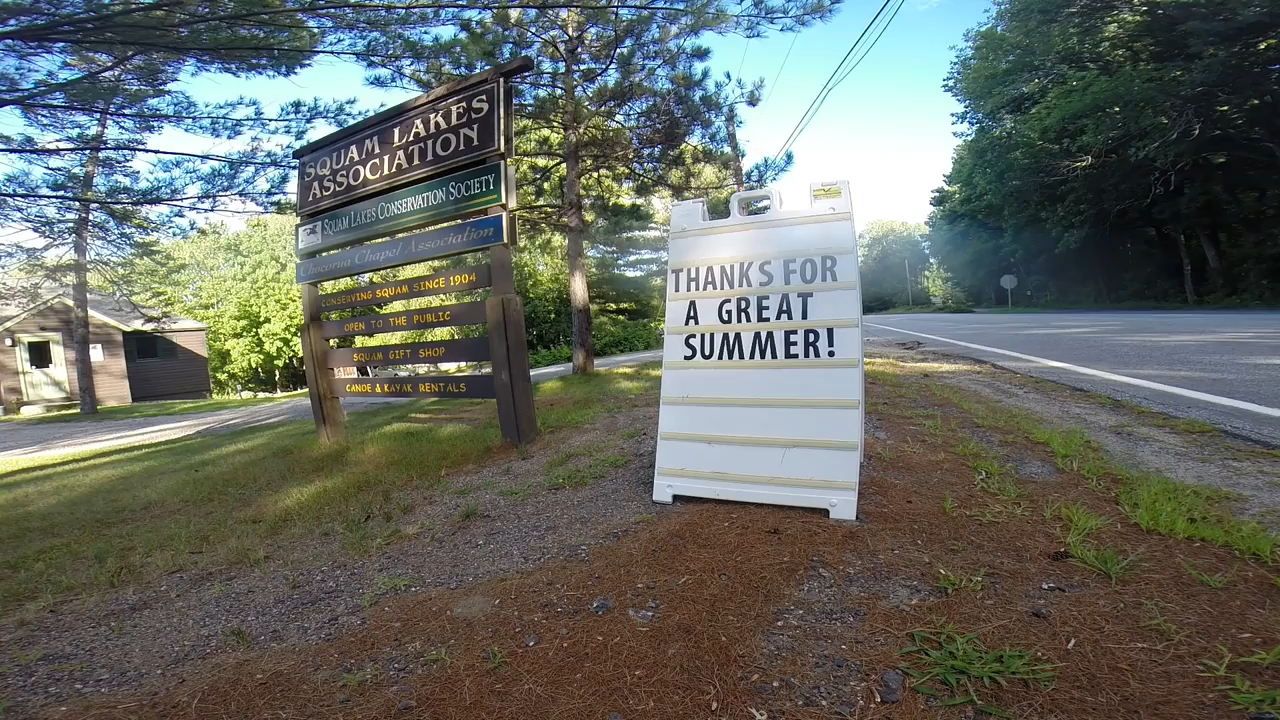 SQUAM LAKES
ASSOCIATION
SQUAM LAKES CONSERVATION SOCIETY
Chocorua Chapel Association
CONSERVING SQUAM SINCE 1904
OPEN TO THE PUBLIC
SQUAM GIFT SHOP
CANOE & KAYAK RENTALS
THANKS FOR
A GREAT
SUMMER!